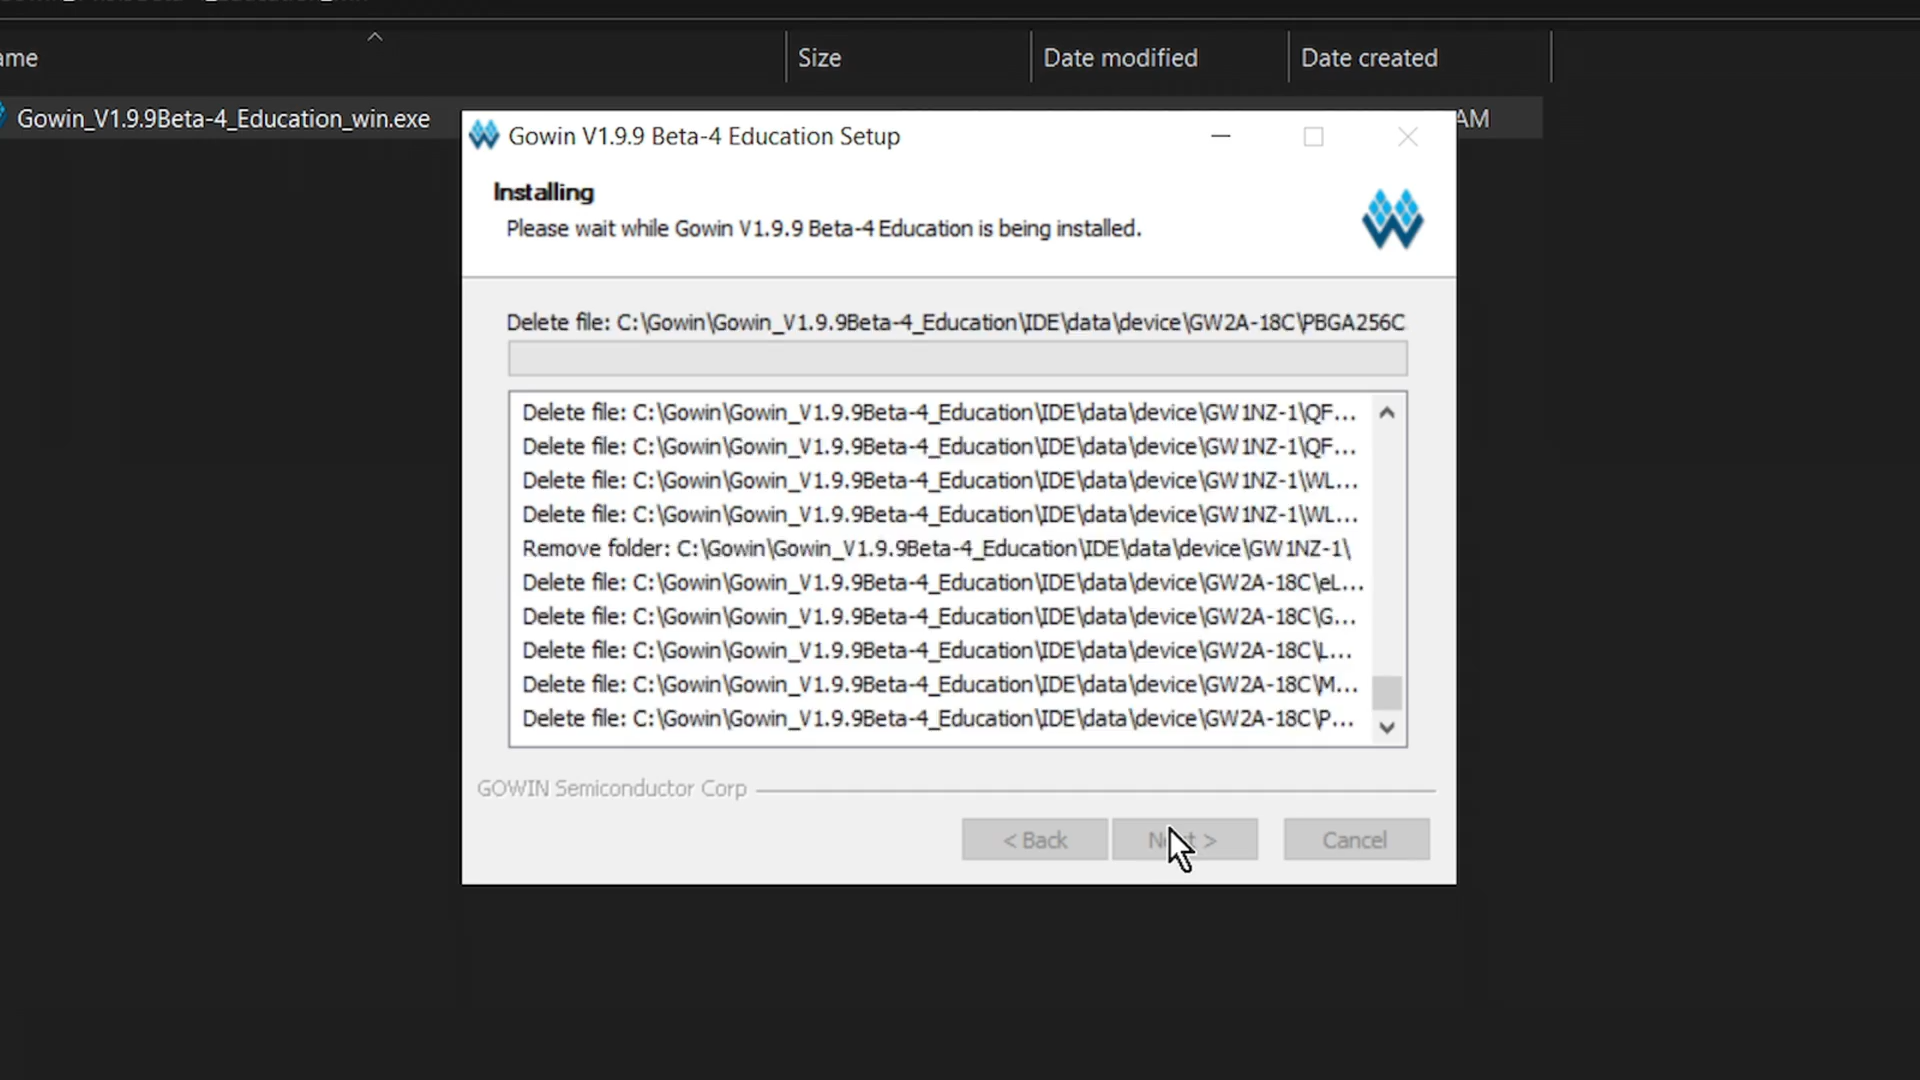 Size
Date modified
Date created
Gowin_V1.9.9Beta-4_Education_win.exe
AM
Gowin V1.9.9 Beta-4 Education Setup
Installing
Please wait while Gowin V1.9.9 Beta-4 Education is being installed.
Delete file: C:\Gowin\Gowin_V1.9.9Beta-4_Education\IDE\data\device\GW2A-18C\PBGA256C
Delete file: C:\Gowin\Gowin_V1.9.9Beta-4_Education\IDE\data\device\GW1NZ-1\QF...
Delete file: C:\Gowin\Gowin_V1.9.9Beta-4_Education\IDE\data\device\GW1NZ-1\QF...
Delete file: C:\Gowin\Gowin_V1.9.9Beta-4_Education\IDE\data\device\GW1NZ-1\WL...
Delete file: C:\Gowin\Gowin_V1.9.9Beta-4_Education\IDE\data\device\GW1NZ-1\WL...
Remove folder: C:\Gowin\Gowin_V1.9.9Beta-4_Education\IDE\data\device\GW1NZ-1\
Delete file: C:\Gowin\Gowin_V1.9.9Beta-4_Education\IDE\data\device\GW2A-18C\eL...
Delete file: C:\Gowin\Gowin_V1.9.9Beta-4_Education\IDE\data\device\GW2A-18C\G...
Delete file: C:\Gowin\Gowin_V1.9.9Beta-4_Education\IDE\data\device\GW2A-18C\L...
Delete file: C:\Gowin\Gowin_V1.9.9Beta-4_Education\IDE\data\device\GW2A-18C\M...
Delete file: C:\Gowin\Gowin_V1.9.9Beta-4_Education\IDE\data\device\GW2A-18C\P...
GOWIN Semiconductor Corp
< Back
Next >
Cancel